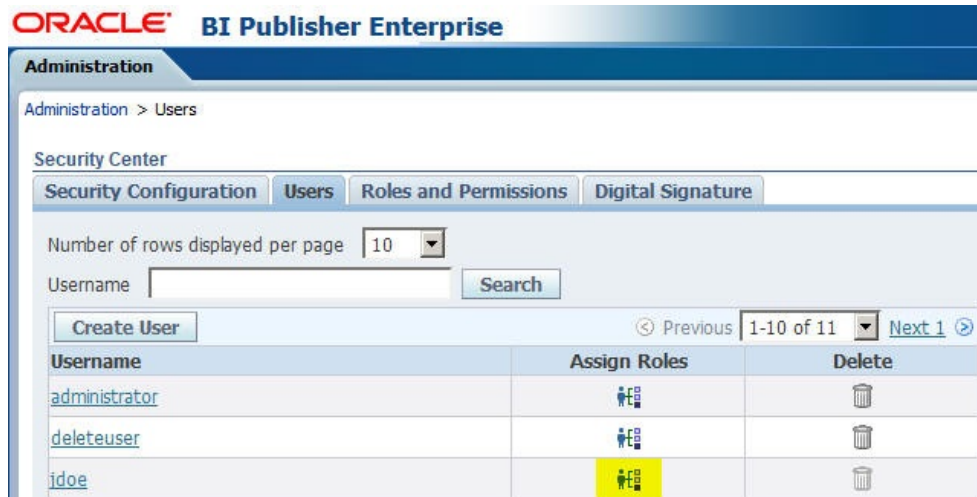 ORACLE BI Publisher Enterprise
Administration
Administration > Users
Security Center
Security Configuration Users Roles and Permissions Digital Signature
Number of rows displayed per page 10
Username Search
Create User Previous 1-10 of 11 Next 1
Username Assign Roles Delete
administrator
deleteuser
jdoe